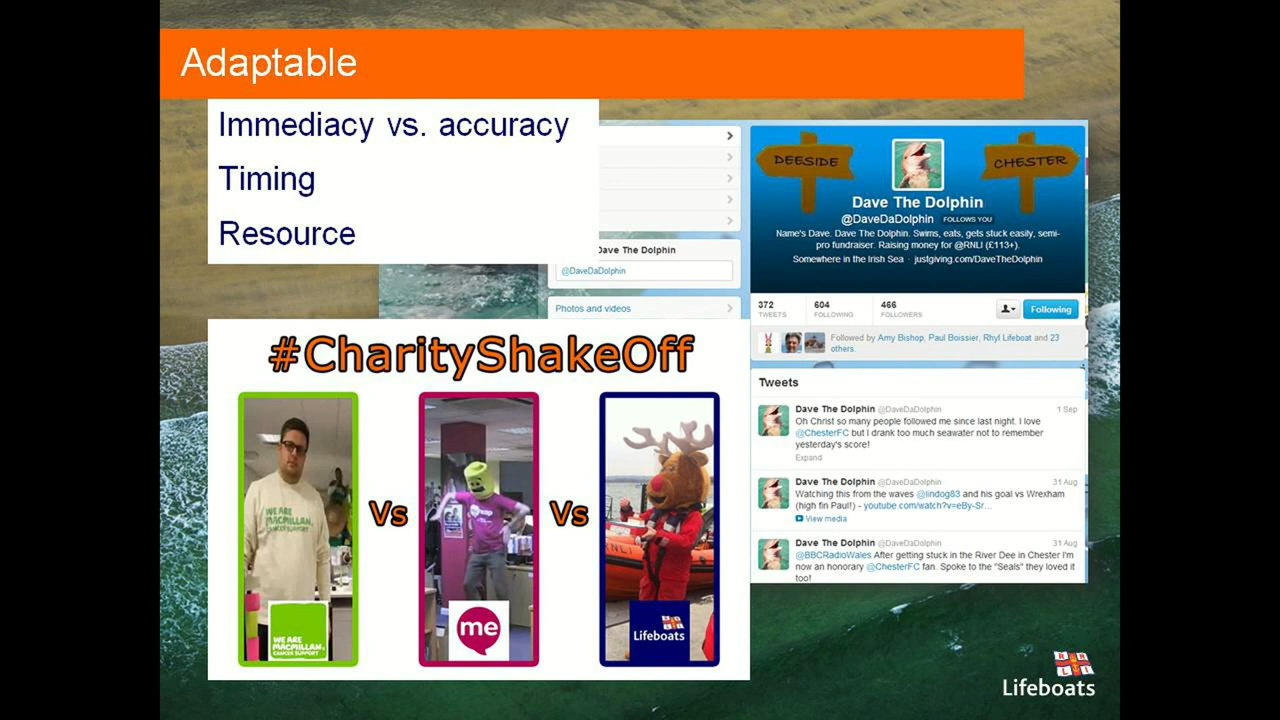 Adaptable
Immediacy vs. accuracy
Timing
Resource
Dave The Dolphin
@DaveDaDolphin
Photos and videos
DEESIDE
CHESTER
Dave The Dolphin
@DaveDaDolphin FOLLOWS YOU
Name's Dave. Dave The Dolphin. Swims, eats, gets stuck easily, semi-
pro fundraiser. Raising money for @RNLI (£113+).
Somewhere in the Irish Sea · justgiving.com/DaveTheDolphin
372 604 466
TWEETS FOLLOWING FOLLOWERS
Following
Followed by Amy Bishop, Paul Boissier, Rhyl Lifeboat and 23
others.
Tweets
Dave The Dolphin @DaveDaDolphin 1 Sep
Oh Christ so many people followed me since last night. I love
@ChesterFC but I drank too much seawater not to remember
yesterday's score!
Expand
Dave The Dolphin @DaveDaDolphin 31 Aug
Watching this from the waves @lindog83 and his goal vs Wrexham
(high fin Paul!) - youtube.com/watch?v=eBy-Sr...
View media
Dave The Dolphin @DaveDaDolphin 31 Aug
@BBCRadioWales After getting stuck in the River Dee in Chester I'm
now an honorary @ChesterFC fan. Spoke to the "Seals" they loved it
too!
#CharityShakeOff
WE ARE
MACMILLAN.
CANCER SUPPORT
Vs
Vs
RNLI
WE ARE
MACMILLAN.
CANCER SUPPORT
me
Lifeboats
RNLI
Lifeboats